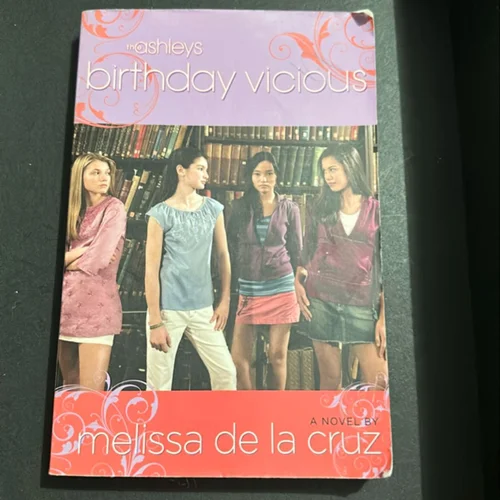 the ashleys
birthday vicious
A NOVEL BY
melissa de la cruz